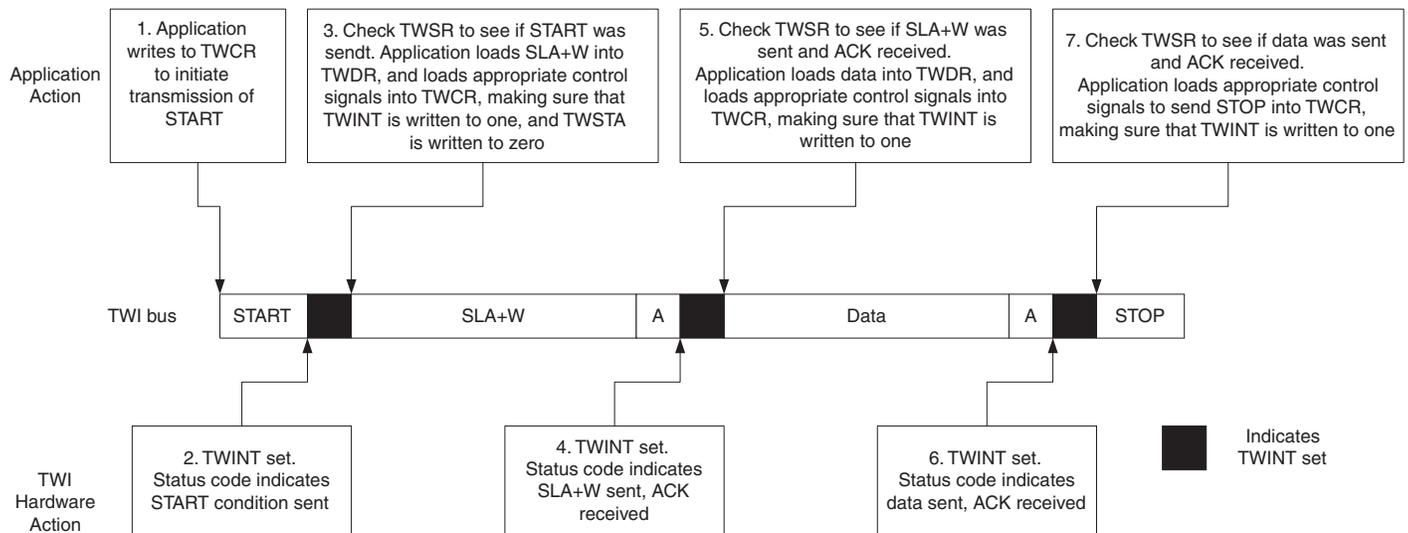 Application
Action
1. Application
writes to TWCR
to initiate
transmission of
START
3. Check TWSR to see if START was
sendt. Application loads SLA+W into
TWDR, and loads appropriate control
signals into TWCR, making sure that
TWINT is written to one, and TWSTA
is written to zero
5. Check TWSR to see if SLA+W was
sent and ACK received.
Application loads data into TWDR, and
loads appropriate control signals into
TWCR, making sure that TWINT is
written to one
7. Check TWSR to see if data was sent
and ACK received.
Application loads appropriate control
signals to send STOP into TWCR,
making sure that TWINT is written to one
TWI bus
START
SLA+W
A
Data
A
STOP
TWI
Hardware
Action
2. TWINT set.
Status code indicates
START condition sent
4. TWINT set.
Status code indicates
SLA+W sent, ACK
received
6. TWINT set.
Status code indicates
data sent, ACK received
Indicates
TWINT set